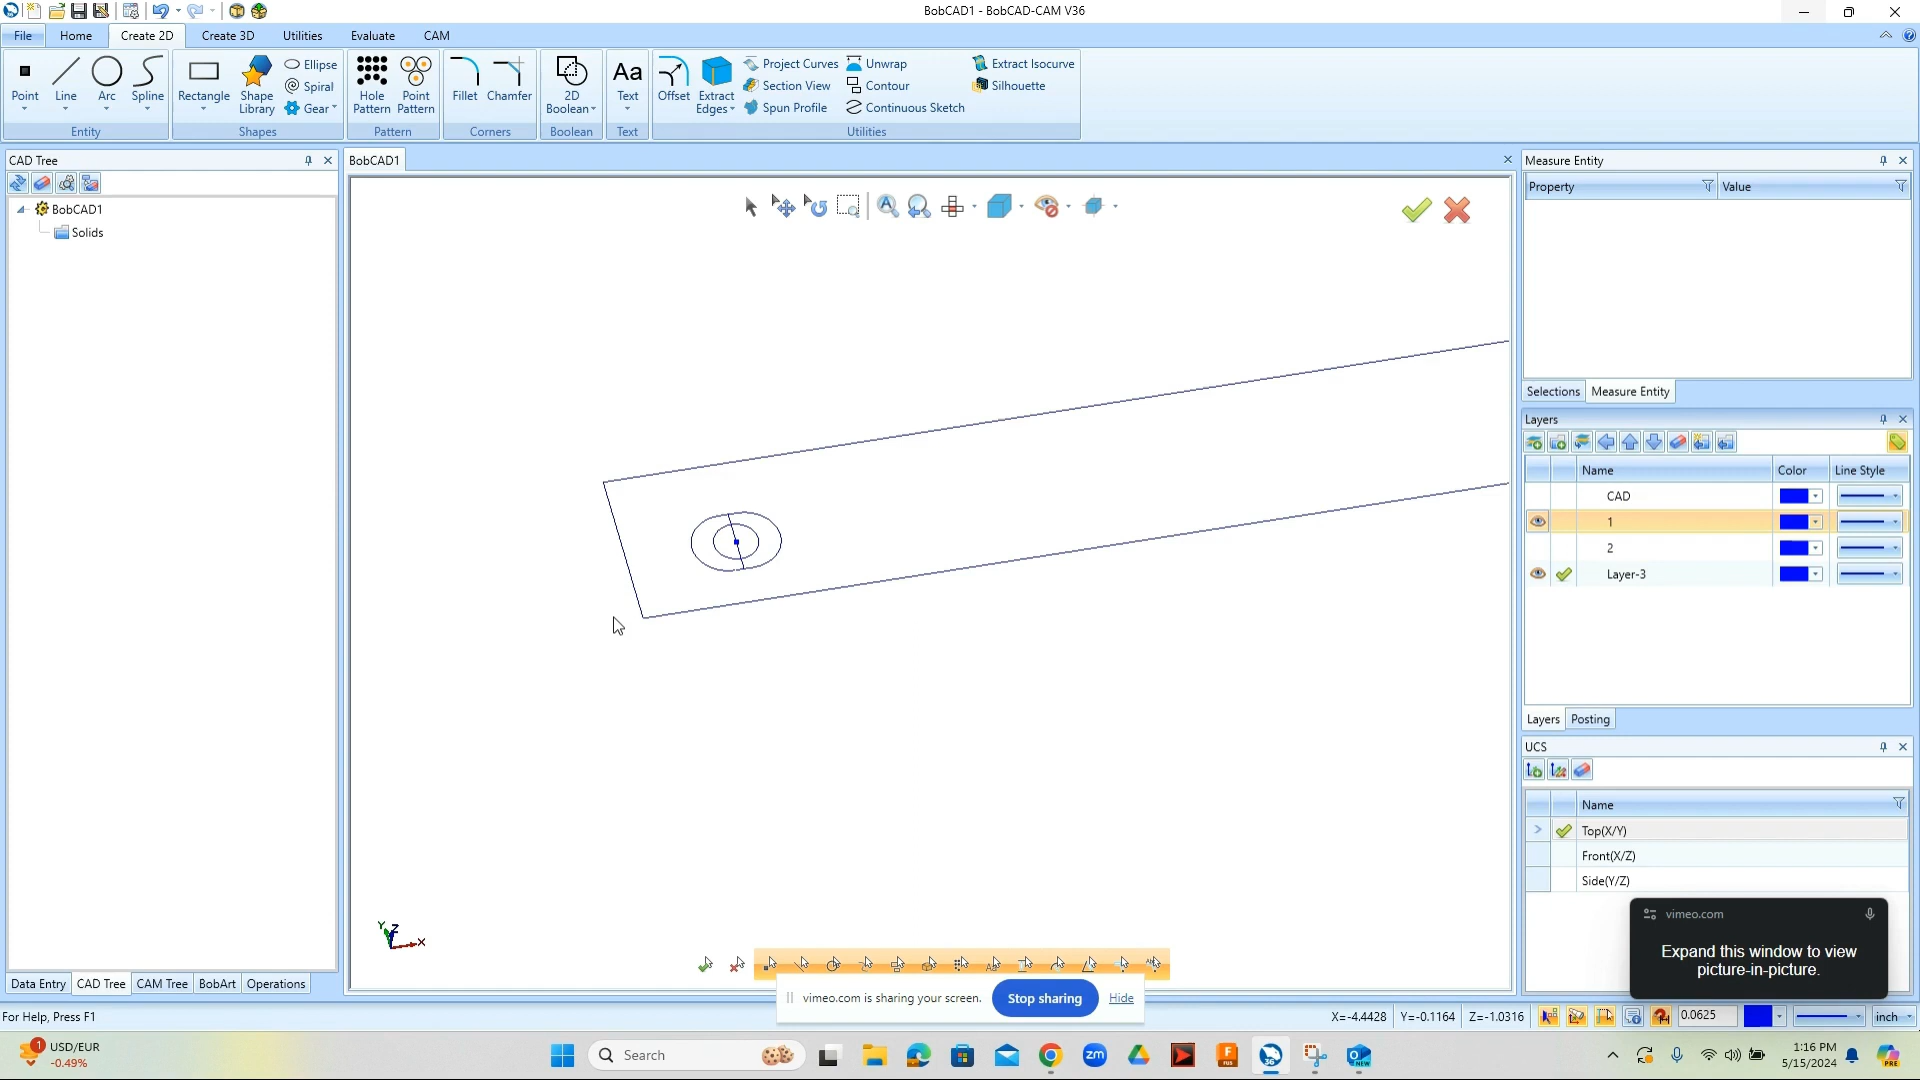 BobCAD1 - BobCAD-CAM V36
File Home Create 2D Create 3D Utilities Evaluate CAM
Point Line Arc Spline
Entity
Rectangle Shape Library Ellipse Spiral Gear
Shapes
Hole Pattern Point Pattern
Pattern
Fillet Chamfer
Corners
2D Boolean
Boolean
Aa Text
Text
Offset Extract Edges Project Curves Section View Spun Profile Unwrap Contour Continuous Sketch Extract Isocurve Silhouette
Utilities
CAD Tree
BobCAD1
Solids
BobCAD1
Y Z X
Measure Entity
Property Value
Selections Measure Entity
Layers
Name Color Line Style
CAD
1
2
Layer-3
Layers Posting
UCS
Name
Top(X/Y)
Front(X/Z)
Side(Y/Z)
vimeo.com
Expand this window to view
picture-in-picture.
Data Entry CAD Tree CAM Tree BobArt Operations
vimeo.com is sharing your screen. Stop sharing Hide
For Help, Press F1
X=-4.4428 Y=-0.1164 Z=-1.0316 0.0625 inch
USD/EUR
-0.49%
Search
zm
1:16 PM
5/15/2024